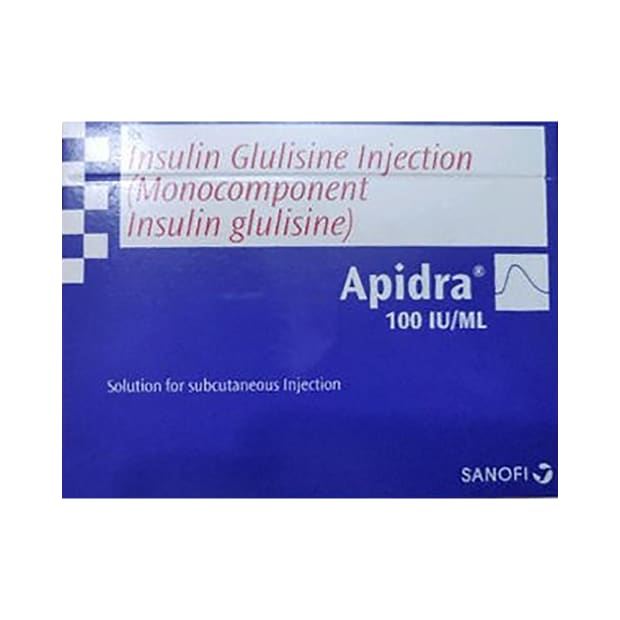 Insulin Glulisine Injection
(Monocomponent
Insulin glulisine)
Apidra®
100 IU/ML
Solution for subcutaneous Injection
SANOFI